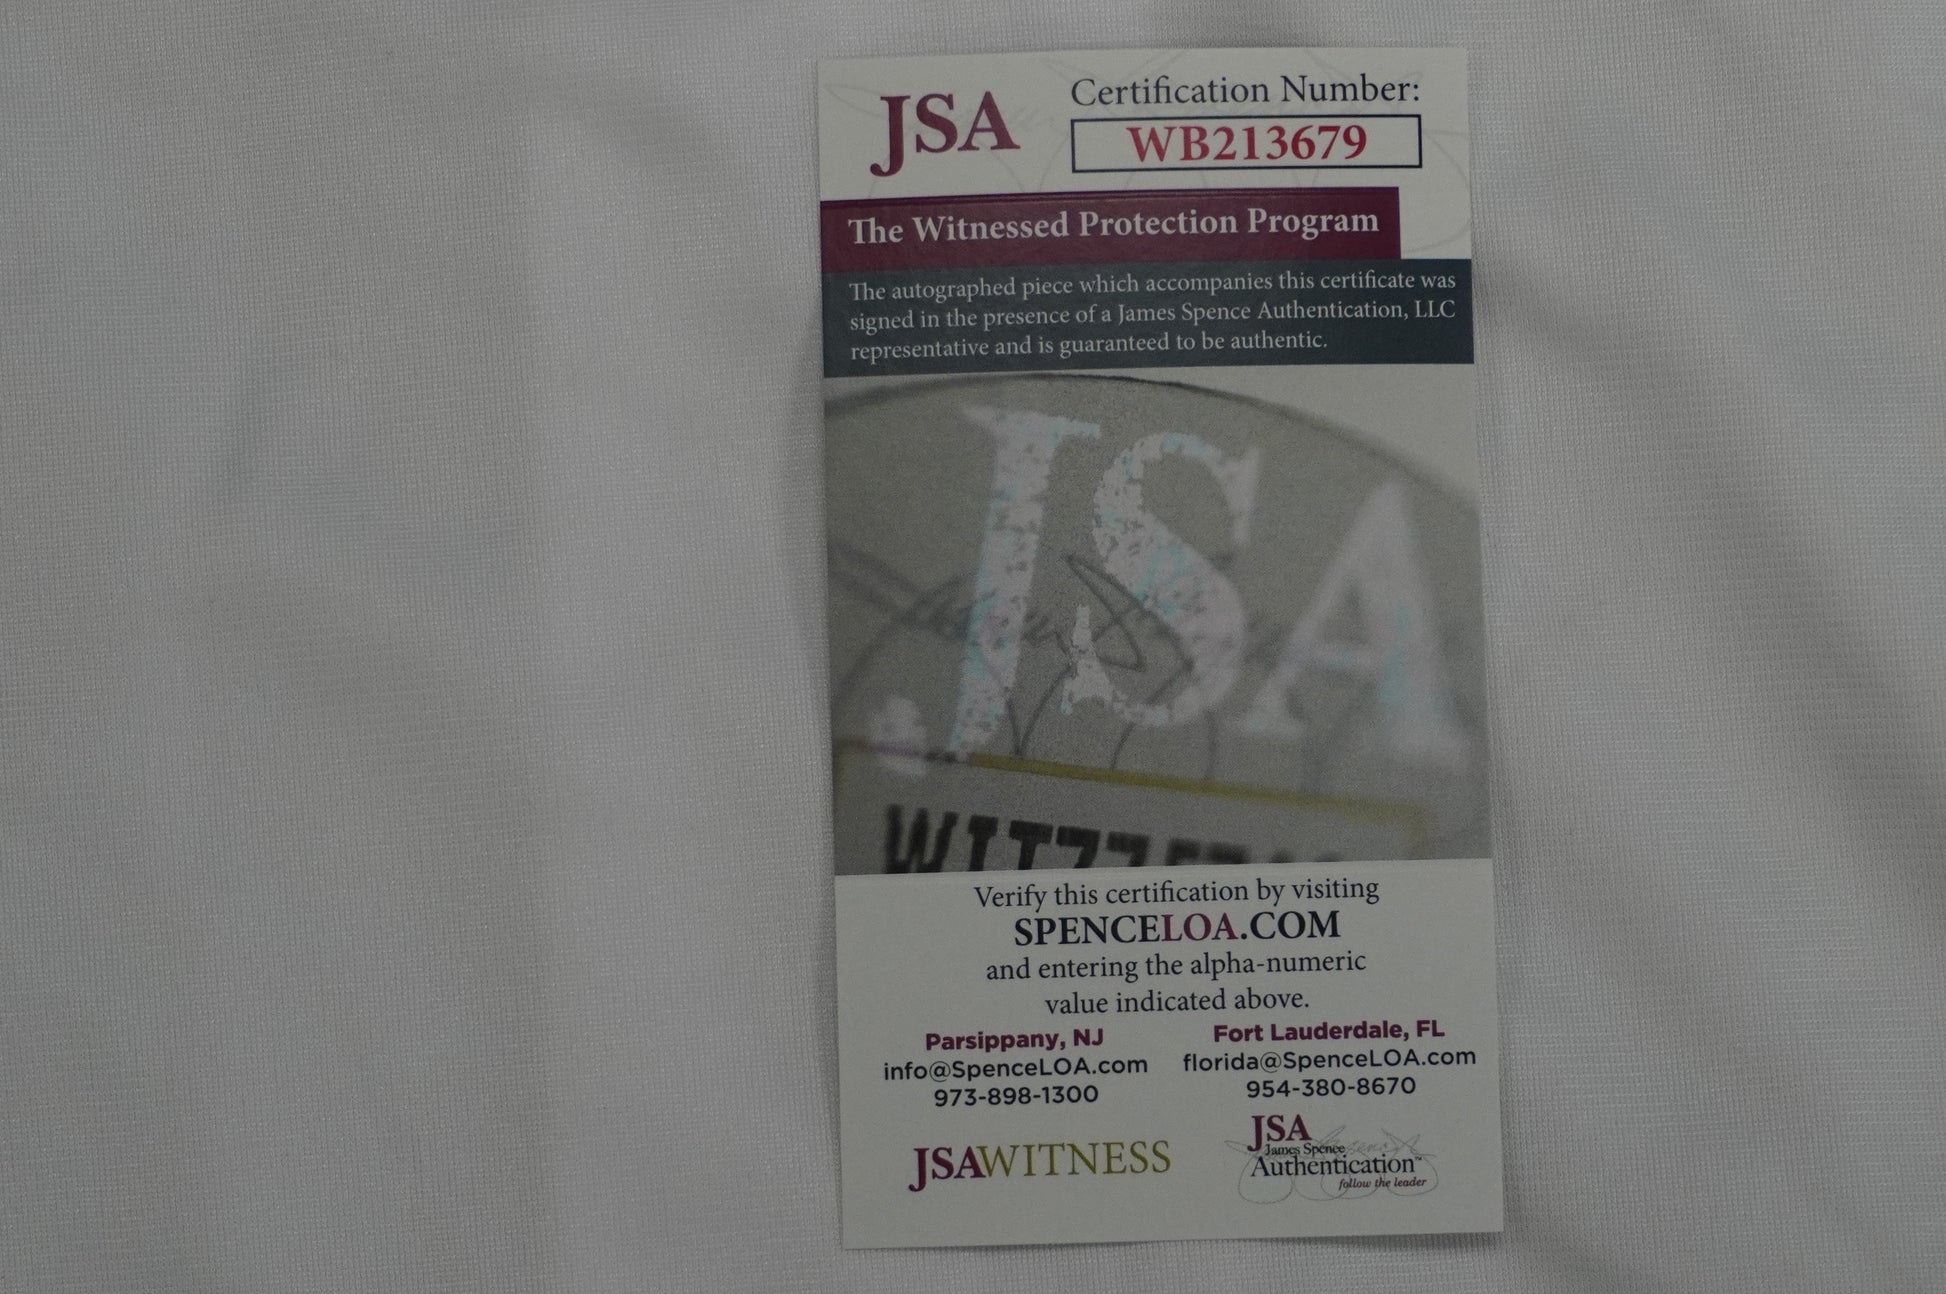 JSA
Certification Number:
WB213679
The Witnessed Protection Program
The autographed piece which accompanies this certificate was
signed in the presence of a James Spence Authentication, LLC
representative and is guaranteed to be authentic.
JSA
Verify this certification by visiting
SPENCELOA.COM
and entering the alpha-numeric
value indicated above.
Parsippany, NJ
info@SpenceLOA.com
973-898-1300
Fort Lauderdale, FL
florida@SpenceLOA.com
954-380-8670
JSAWITNESS
JSA
James Spence
Authentication™
follow the leader